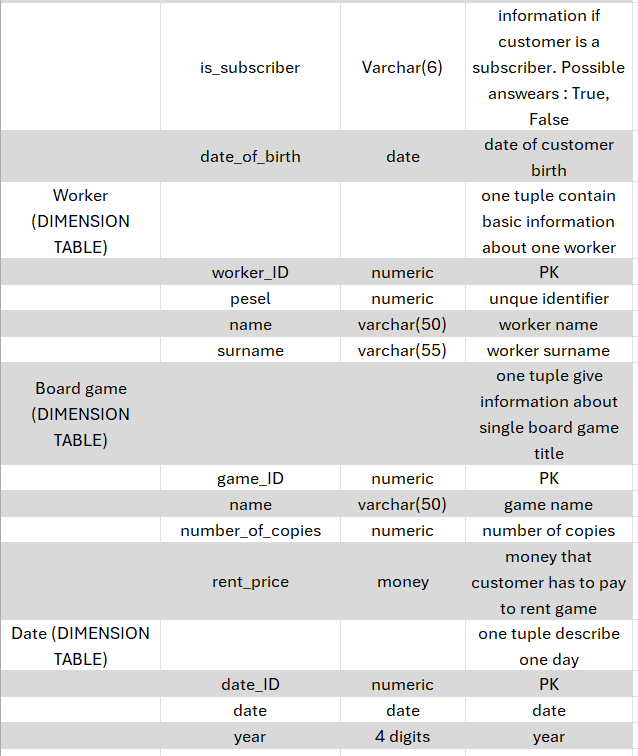 information if
customer is a
is_subscriber Varchar(6) subscriber. Possible
answears : True,
False
date_of_birth date date of customer
birth
Worker one tuple contain
(DIMENSION basic information
TABLE) about one worker
worker_ID numeric PK
pesel numeric unque identifier
name varchar(50) worker name
surname varchar(55) worker surname
one tuple give
Board game information about
(DIMENSION single board game
TABLE) title
game_ID numeric PK
name varchar(50) game name
number_of_copies numeric number of copies
money that
rent_price money customer has to pay
to rent game
Date (DIMENSION one tuple describe
TABLE) one day
date_ID numeric PK
date date date
year 4 digits year